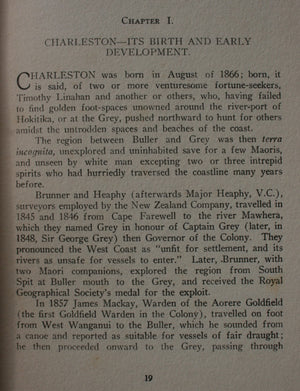 CHAPTER I.
CHARLESTON—ITS BIRTH AND EARLY
DEVELOPMENT.
CHARLESTON was born in August of 1866; born, it
is said, of two or more venturesome fortune-seekers,
Timothy Linahan and another or others, who, having failed
to find golden foot-spaces unowned around the river-port of
Hokitika, or at the Grey, pushed northward to hunt for others
amidst the untrodden spaces and beaches of the coast.
The region between Buller and Grey was then terra
incognita, unexplored and uninhabited save for a few Maoris,
and unseen by white man excepting two or three intrepid
spirits who had hurriedly traversed the coastline many years
before.
Brunner and Heaphy (afterwards Major Heaphy, V.C.),
surveyors employed by the New Zealand Company, travelled in
1845 and 1846 from Cape Farewell to the river Mawhera,
which they named Grey in honour of Captain Grey (later, in
1848, Sir George Grey) then Governor of the Colony. They
pronounced the West Coast as "unfit for settlement, and its
rivers as unsafe for vessels to enter." Later, Brunner, with
two Maori companions, explored the region from South
Spit at Buller mouth to the Grey, and received the Royal
Geographical Society's medal for the exploit.
In 1857 James Mackay, Warden of the Aorere Goldfield
(the first Goldfield Warden in the Colony), travelled on foot
from West Wanganui to the Buller, which he sounded from
a canoe and reported as suitable for vessels of fair draught;
he then proceeded onward to the Grey, passing through
19